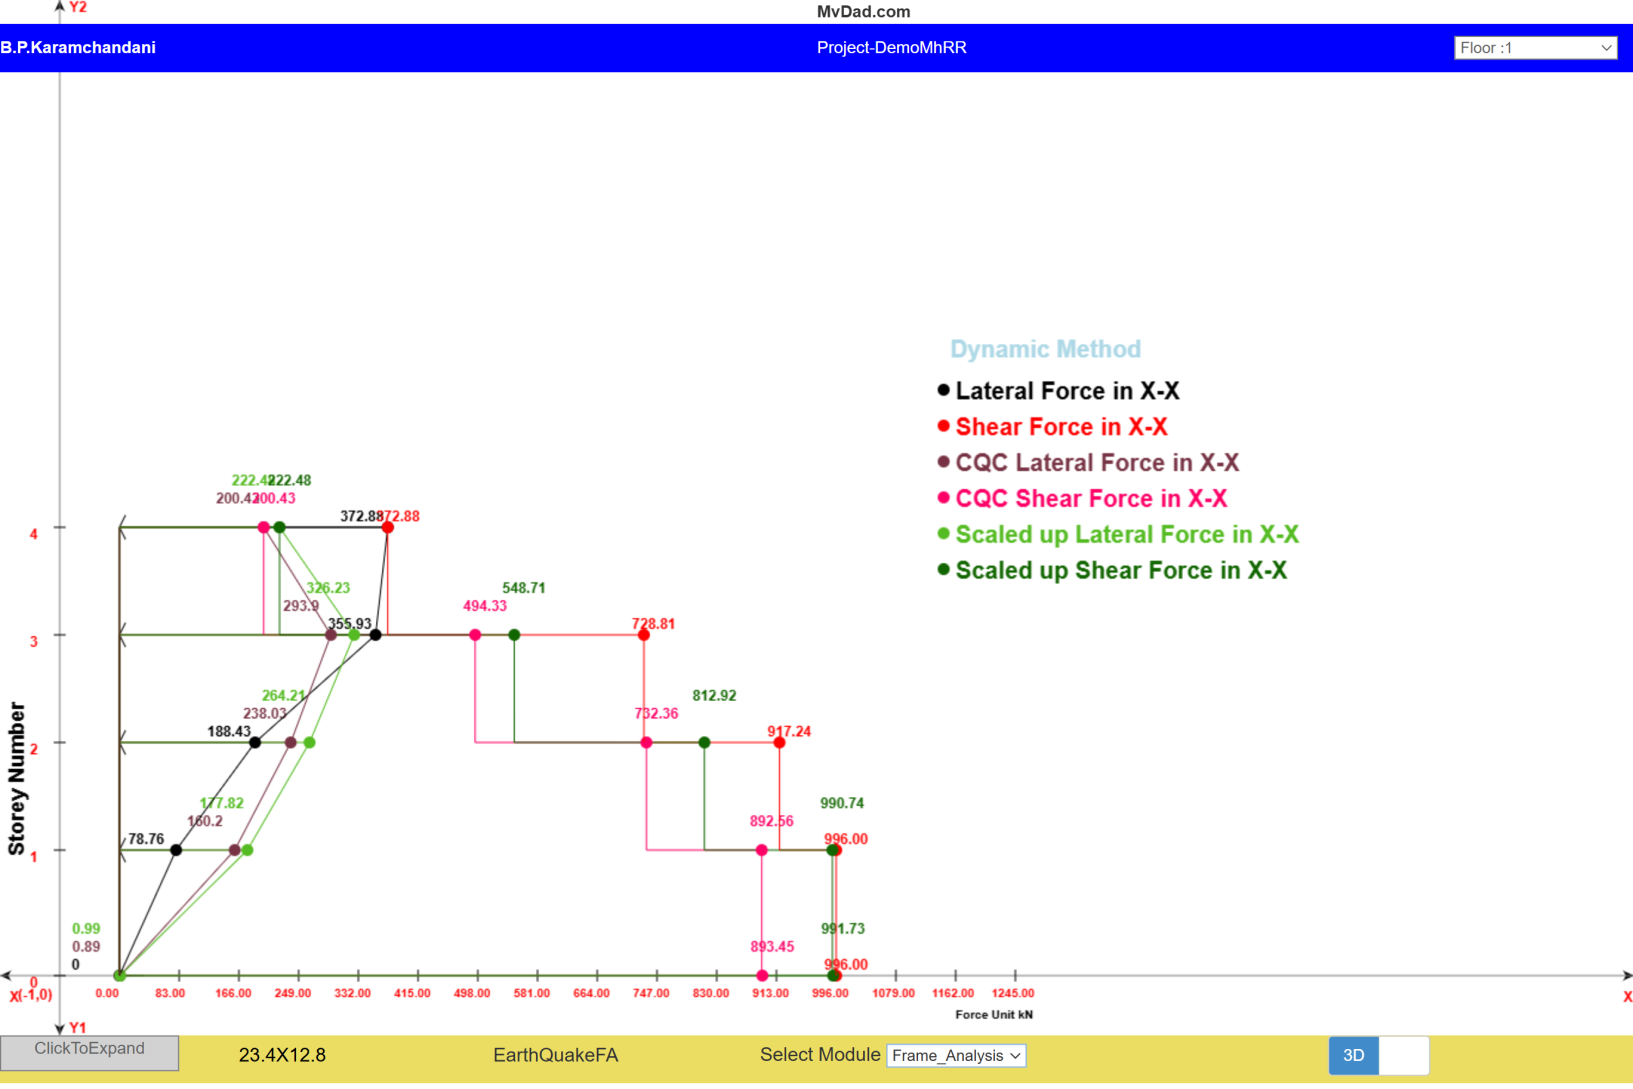 Y2
MvDad.com
B.P.Karamchandani
Project-DemoMhRR
Floor :1
Dynamic Method
Lateral Force in X-X
Shear Force in X-X
CQC Lateral Force in X-X
CQC Shear Force in X-X
Scaled up Lateral Force in X-X
Scaled up Shear Force in X-X
222.48 222.48
200.43 200.43
372.88 372.88
4
326.23 548.71
293.9 494.33
355.93 728.81
3
264.21 812.92
238.03 732.36
188.43 917.24
2
Storey Number
177.82 990.74
160.2 892.56
78.76 996.00
1
0.99 991.73
0.89 893.45
0 996.00
0
X(-1,0) 0.00 83.00 166.00 249.00 332.00 415.00 498.00 581.00 664.00 747.00 830.00 913.00 996.00 1079.00 1162.00 1245.00 X
Force Unit kN
Y1
ClickToExpand
23.4X12.8
EarthQuakeFA
Select Module Frame_Analysis
3D